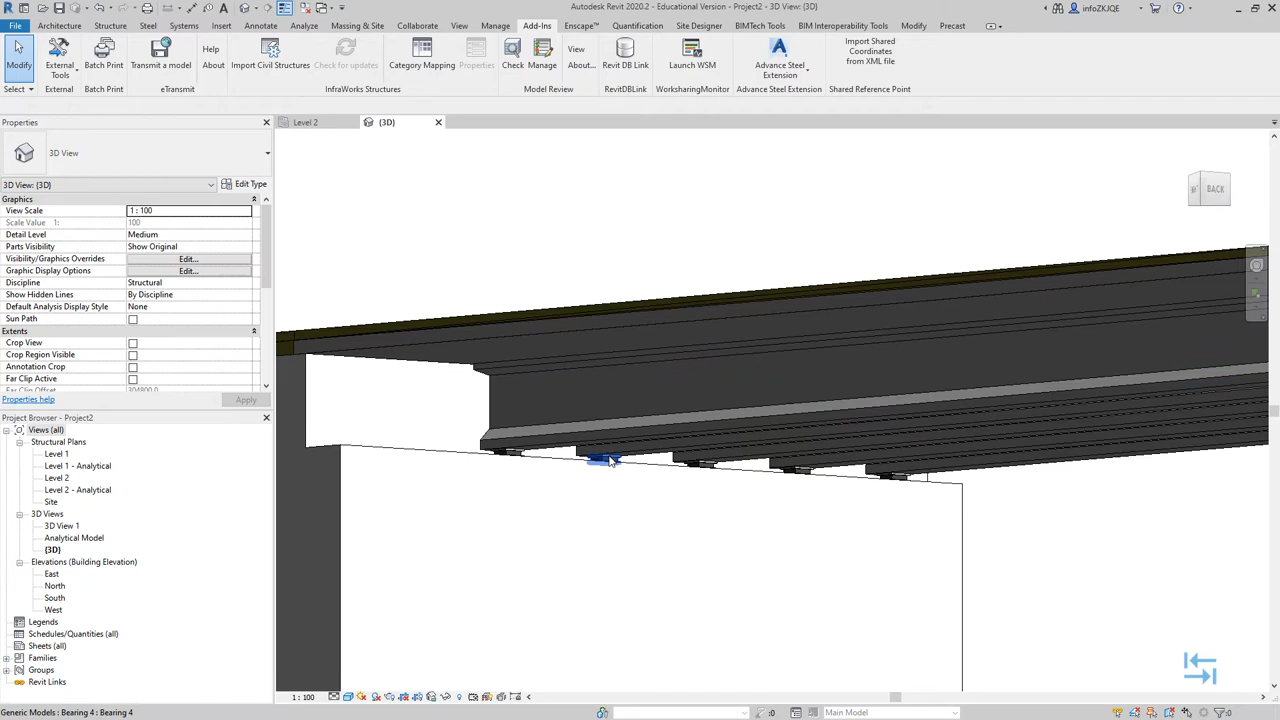 Autodesk Revit 2020.2 - Educational Version - Project2 - 3D View: {3D}
infoZKJQE
File Architecture Structure Steel Systems Insert Annotate Analyze Massing & Site Collaborate View Manage Add-Ins Enscape™ Quantification Site Designer BIMTech Tools BIM Interoperability Tools Modify Precast
Modify
External Tools
Batch Print
Transmit a model
Help
About
Import Civil Structures
Check for updates
Category Mapping
Properties
Check
Manage
View
About...
Revit DB Link
Launch WSM
Advance Steel Extension
Import Shared Coordinates from XML file
Select External Batch Print eTransmit InfraWorks Structures Model Review RevitDBLink WorksharingMonitor Advance Steel Extension Shared Reference Point
Properties
Level 2
{3D}
3D View
3D View: {3D}
Edit Type
Graphics
View Scale 1 : 100
Scale Value 1: 100
Detail Level Medium
Parts Visibility Show Original
Visibility/Graphics Overrides Edit...
Graphic Display Options Edit...
Discipline Structural
Show Hidden Lines By Discipline
Default Analysis Display Style None
Sun Path
Extents
Crop View
Crop Region Visible
Annotation Crop
Far Clip Active
Far Clip Offset 304800.0
Properties help Apply
Project Browser - Project2
Views (all)
Structural Plans
Level 1
Level 1 - Analytical
Level 2
Level 2 - Analytical
Site
3D Views
3D View 1
Analytical Model
{3D}
Elevations (Building Elevation)
East
North
South
West
Legends
Schedules/Quantities (all)
Sheets (all)
Families
Groups
Revit Links
BACK
1 : 100
Generic Models : Bearing 4 : Bearing 4
:0
Main Model
:0